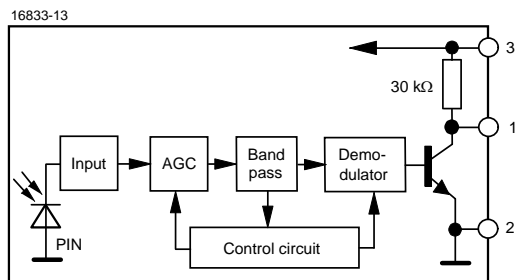 16833-13
3
30 kΩ
1
Input
AGC
Band
pass
Demo-
dulator
2
PIN
Control circuit